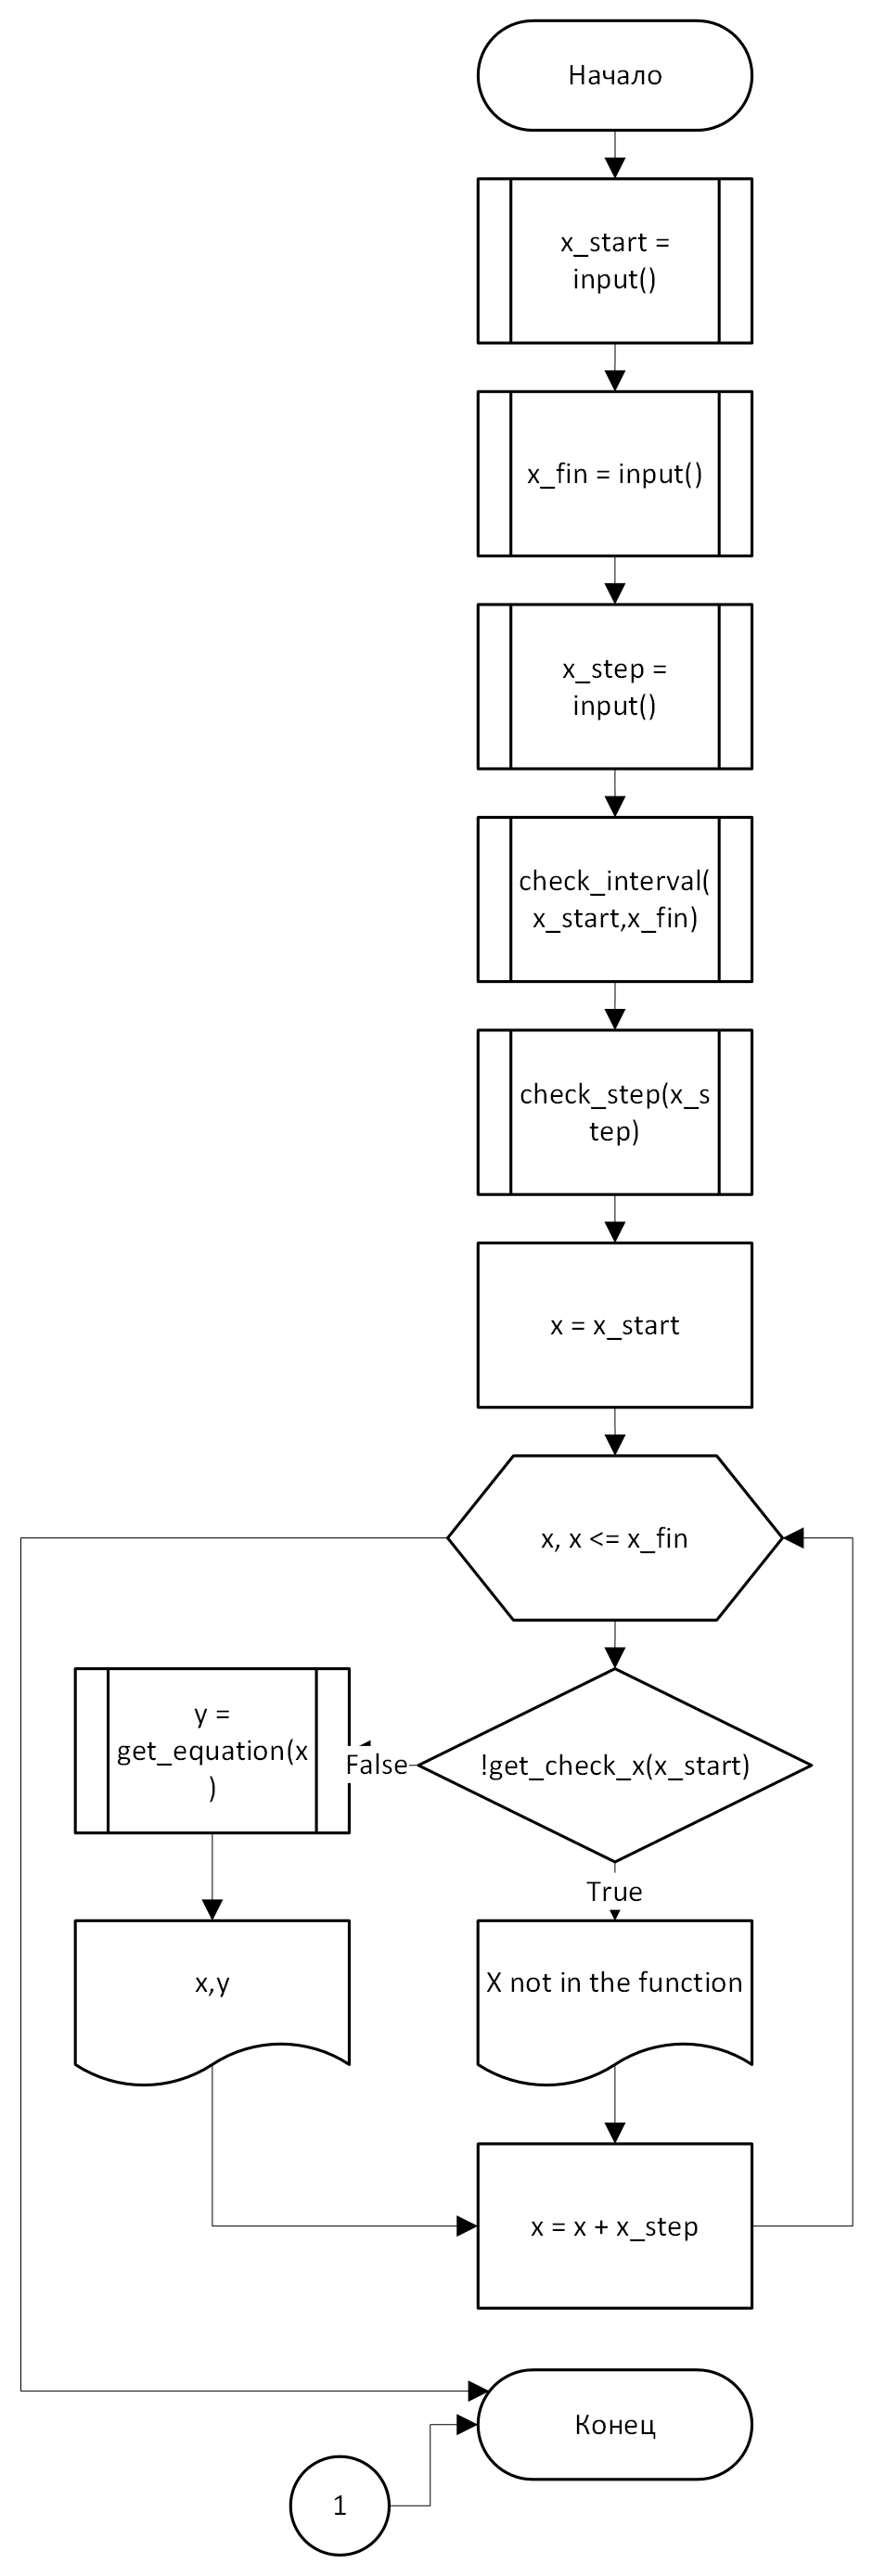 Начало
x_start =
input()
x_fin = input()
x_step =
input()
check_interval(
x_start,x_fin)
check_step(x_s
tep)
x = x_start
x, x <= x_fin
y =
get_equation(x
)
False
!get_check_x(x_start)
True
x,y
X not in the function
x = x + x_step
Конец
1